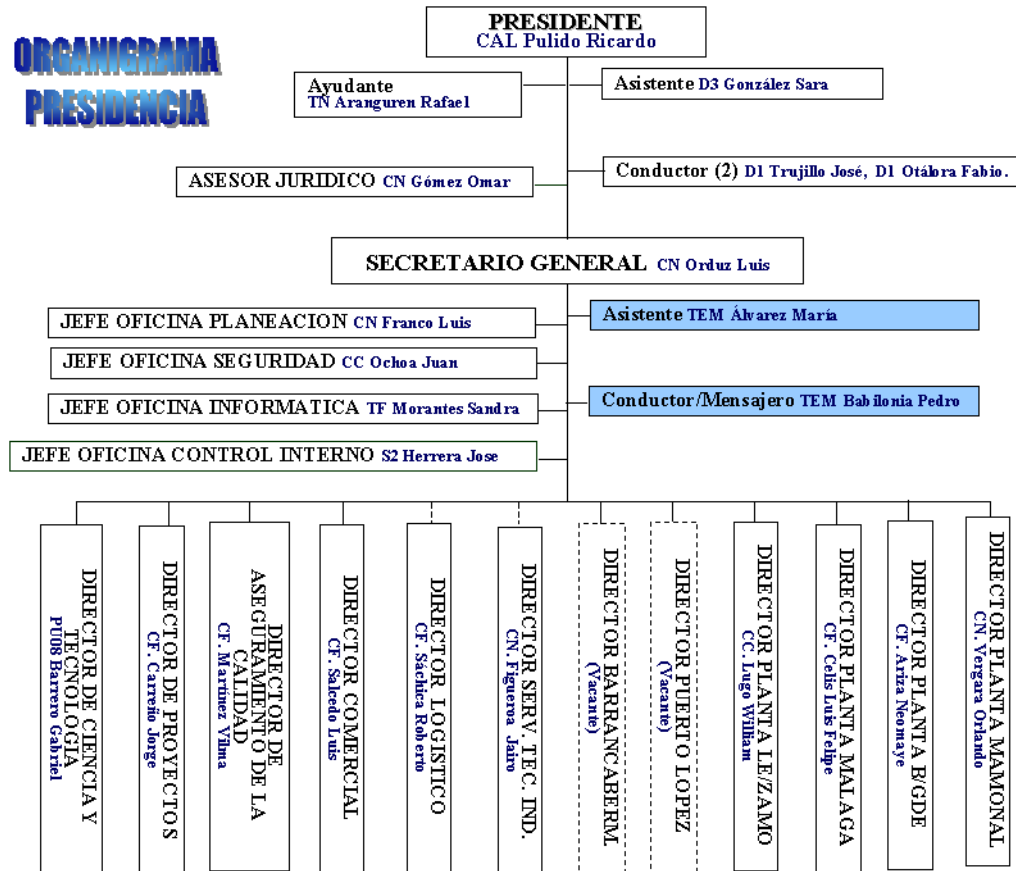 ORGANIGRAMA
PRESIDENCIA
PRESIDENTE
CAL Pulido Ricardo
Ayudante
TN Aranguren Rafael
Asistente D3 González Sara
ASESOR JURIDICO CN Gómez Omar
Conductor (2) D1 Trujillo José, D1 Otálora Fabio.
SECRETARIO GENERAL CN Orduz Luis
JEFE OFICINA PLANEACION CN Franco Luis
Asistente TEM Álvarez María
JEFE OFICINA SEGURIDAD CC Ochoa Juan
JEFE OFICINA INFORMATICA TF Morantes Sandra
Conductor/Mensajero TEM Babilonia Pedro
JEFE OFICINA CONTROL INTERNO S2 Herrera Jose
DIRECTOR DE CIENCIA Y
TECNOLOGIA
PU08 Barrero Gabriel
DIRECTOR DE PROYECTOS
CF. Carreño Jorge
DIRECTOR DE
ASEGURAMIENTO DE LA
CALIDAD
CF. Martínez Vilma
DIRECTOR COMERCIAL
CF. Salcedo Luis
DIRECTOR LOGISTICO
CF. Sáchica Roberto
DIRECTOR SERV. TEC. IND.
CN. Figueroa Jairo
DIRECTOR BARRANCABERM.
(Vacante)
DIRECTOR PUERTO LOPEZ
(Vacante)
DIRECTOR PLANTA LE/ZAMO
CC. Lugo William
DIRECTOR PLANTA MALAGA
CF. Celis Luis Felipe
DIRECTOR PLANTA B/GDE
CF. Ariza Neomaye
DIRECTOR PLANTA MAMONAL
CN. Vergara Orlando